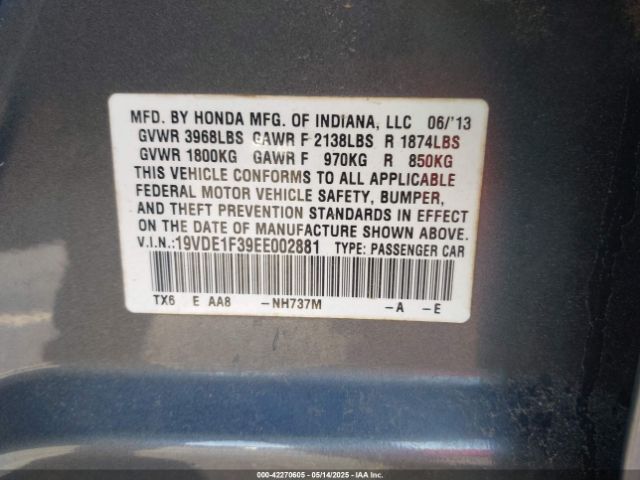 MFD. BY HONDA MFG. OF INDIANA, LLC 06/'13
GVWR 3968LBS GAWR F 2138LBS R 1874LBS
GVWR 1800KG GAWR F 970KG R 850KG
THIS VEHICLE CONFORMS TO ALL APPLICABLE
FEDERAL MOTOR VEHICLE SAFETY, BUMPER,
AND THEFT PREVENTION STANDARDS IN EFFECT
ON THE DATE OF MANUFACTURE SHOWN ABOVE.
V.I.N.:19VDE1F39EE002881 TYPE: PASSENGER CAR
TX6 E AA8 -NH737M -A -E
000-42270605 - 05/14/2025 - IAAI.COM